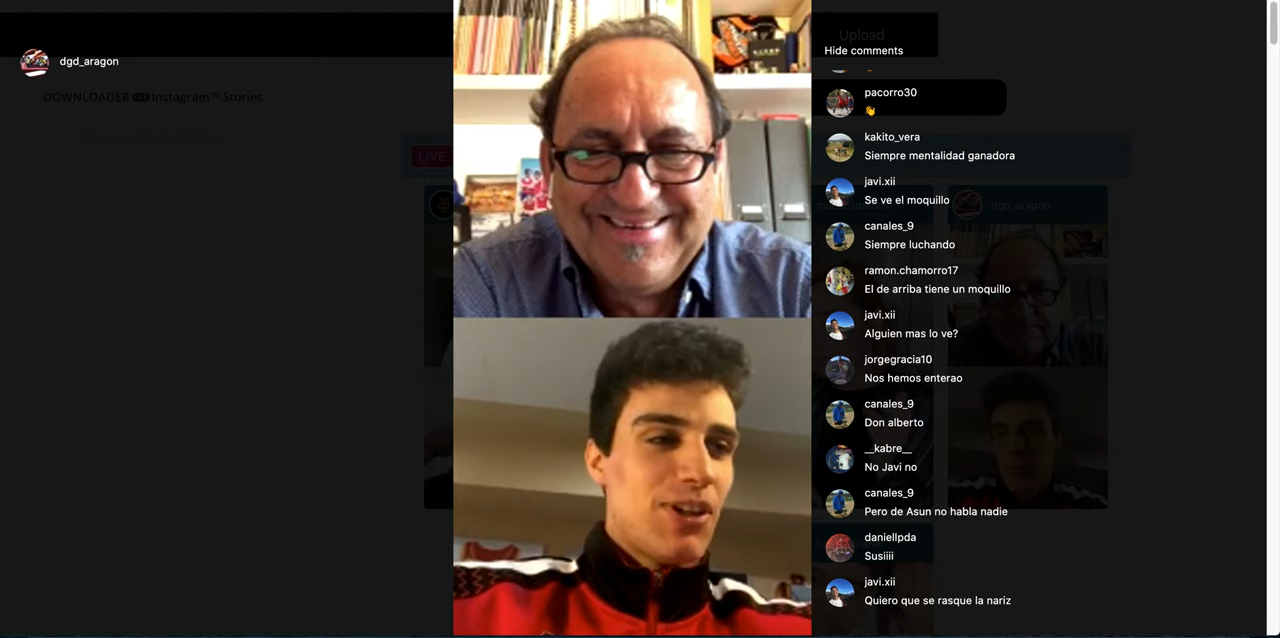 Upload
Hide comments
dgd_aragon
DOWNLOADER Instagram™ Stories
LIVE
dgd_aragon
pacorro30
👋
kakito_vera
Siempre mentalidad ganadora
javi.xii
Se ve el moquillo
canales_9
Siempre luchando
ramon.chamorro17
El de arriba tiene un moquillo
javi.xii
Alguien mas lo ve?
jorgegracia10
Nos hemos enterao
canales_9
Don alberto
__kabre__
No Javi no
canales_9
Pero de Asun no habla nadie
daniellpda
Susiiii
javi.xii
Quiero que se rasque la nariz